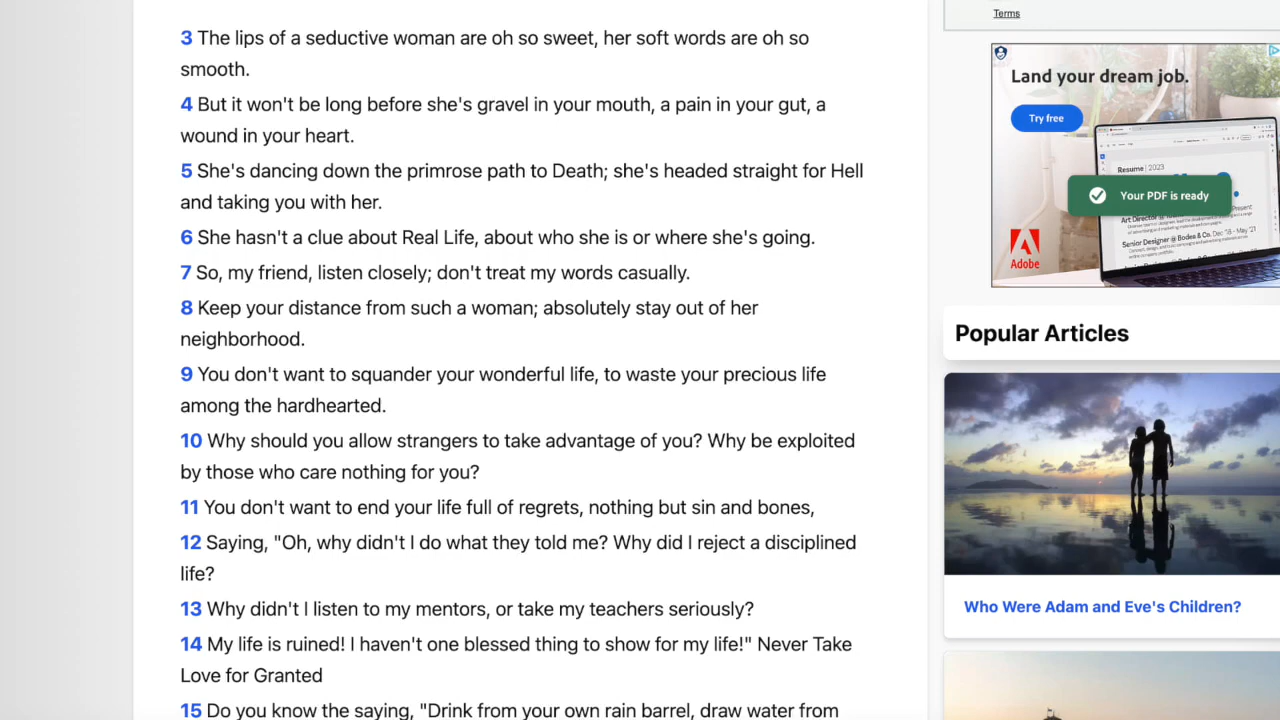 3 The lips of a seductive woman are oh so sweet, her soft words are oh so
smooth.
4 But it won't be long before she's gravel in your mouth, a pain in your gut, a
wound in your heart.
5 She's dancing down the primrose path to Death; she's headed straight for Hell
and taking you with her.
6 She hasn't a clue about Real Life, about who she is or where she's going.
7 So, my friend, listen closely; don't treat my words casually.
8 Keep your distance from such a woman; absolutely stay out of her
neighborhood.
9 You don't want to squander your wonderful life, to waste your precious life
among the hardhearted.
10 Why should you allow strangers to take advantage of you? Why be exploited
by those who care nothing for you?
11 You don't want to end your life full of regrets, nothing but sin and bones,
12 Saying, "Oh, why didn't I do what they told me? Why did I reject a disciplined
life?
13 Why didn't I listen to my mentors, or take my teachers seriously?
14 My life is ruined! I haven't one blessed thing to show for my life!" Never Take
Love for Granted
15 Do you know the saying, "Drink from your own rain barrel, draw water from
Terms
Land your dream job.
Try free
Resume | 2023
Your PDF is ready
Present
Art Director
Senior Designer @ Bodea & Co. Dec '18 - May '21
Adobe
Popular Articles
Who Were Adam and Eve's Children?